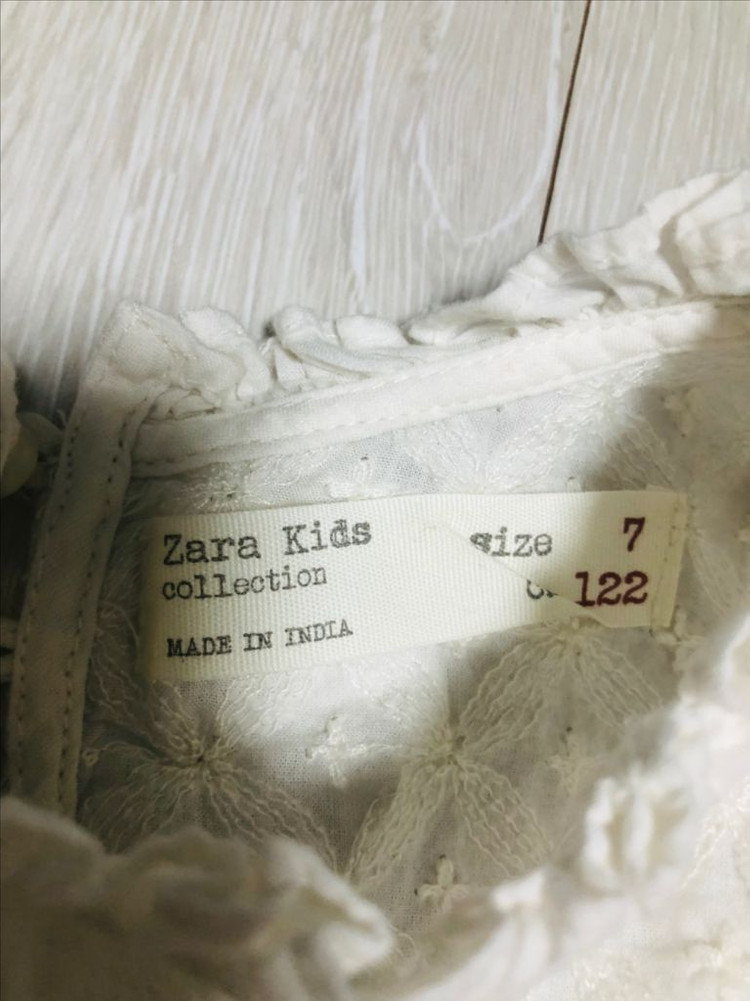 Zara Kids
collection
MADE IN INDIA
size 7
122